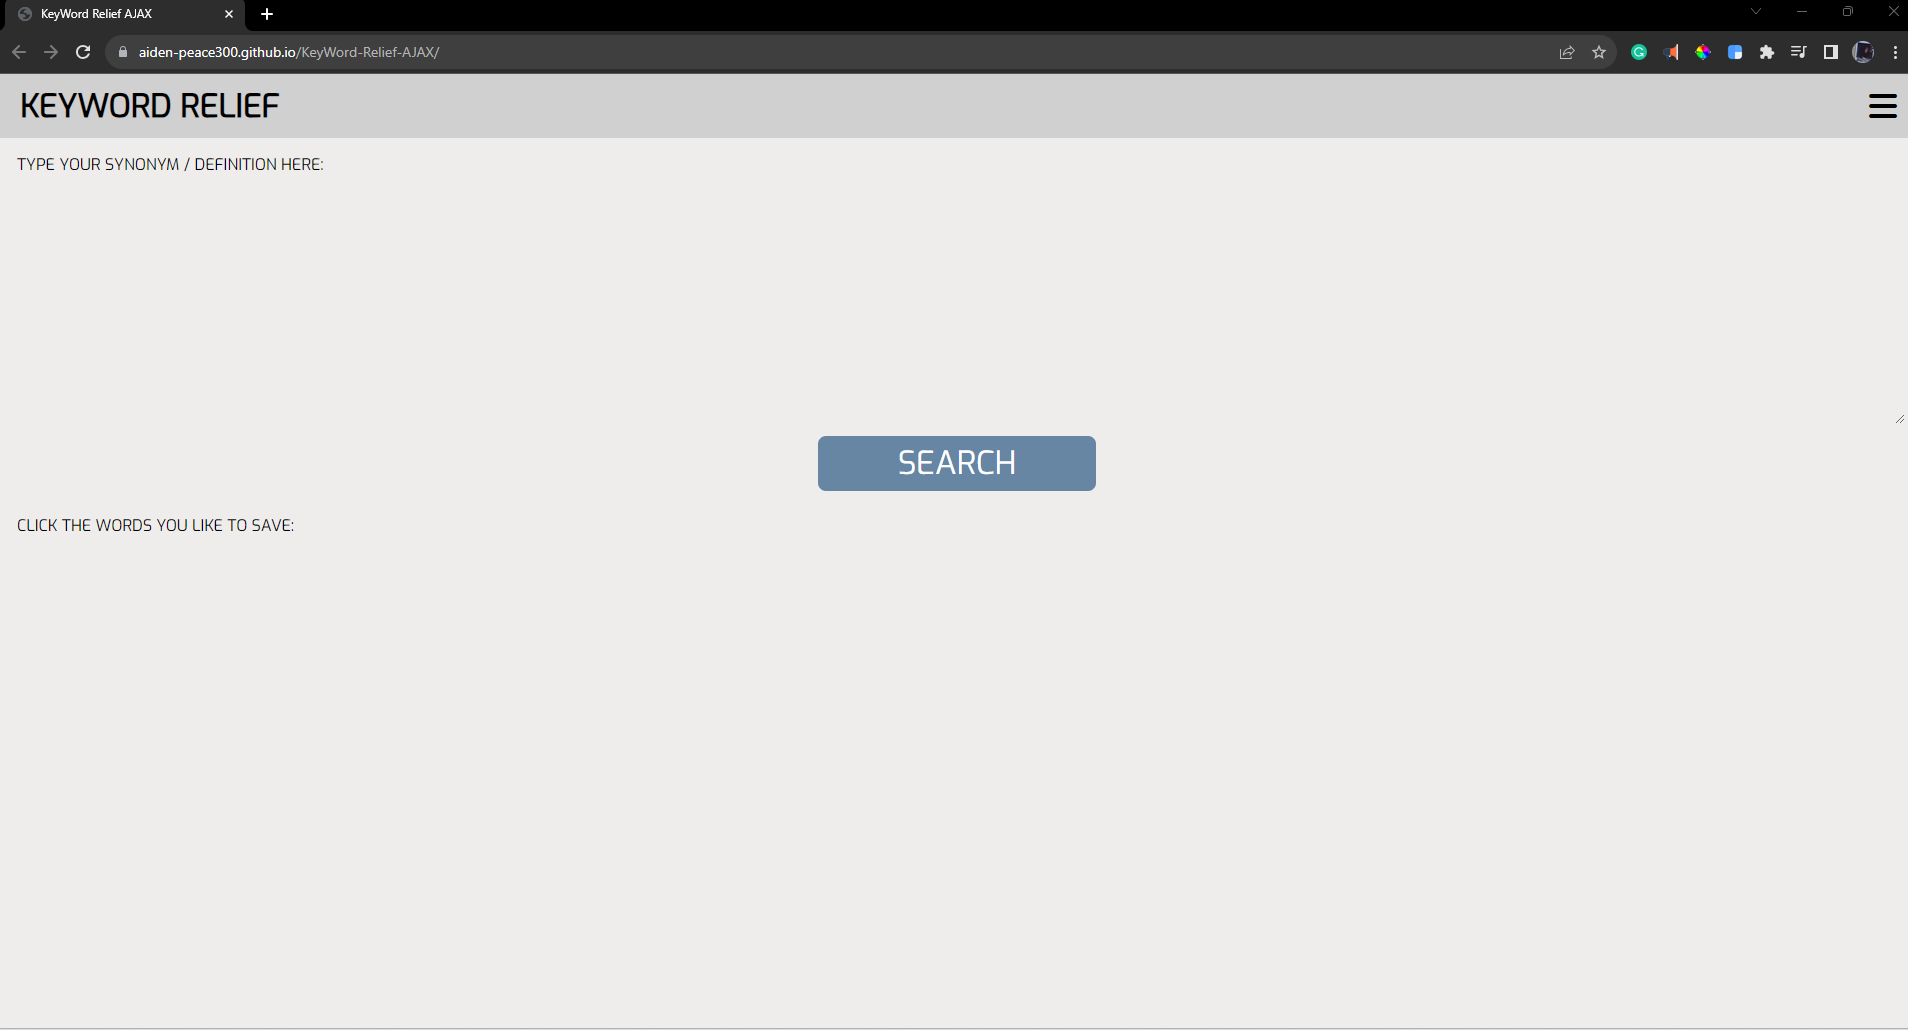 KeyWord Relief AJAX
aiden-peace300.github.io/KeyWord-Relief-AJAX/
KEYWORD RELIEF
TYPE YOUR SYNONYM / DEFINITION HERE:
SEARCH
CLICK THE WORDS YOU LIKE TO SAVE: